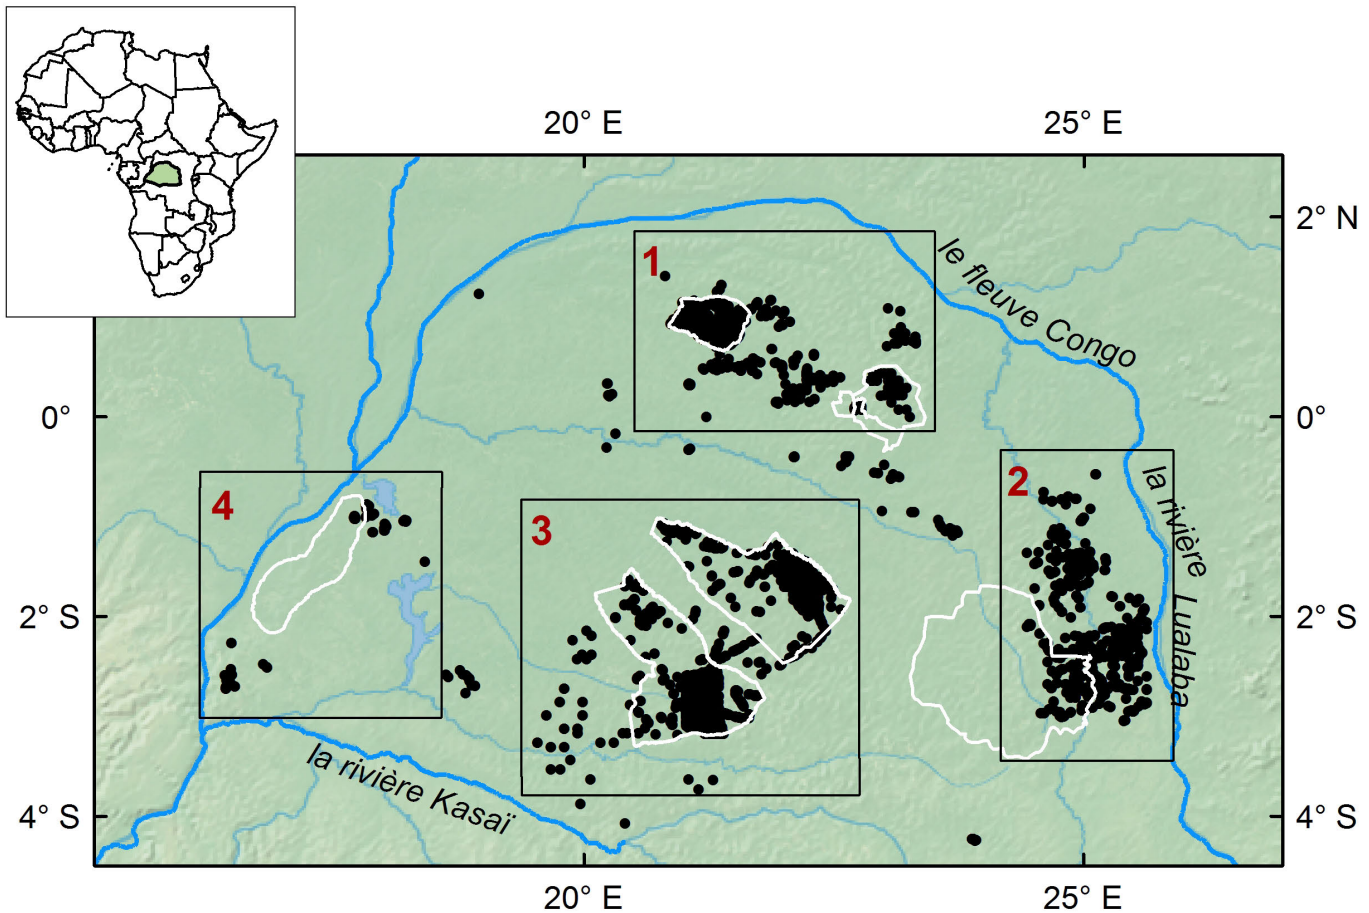 20° E
25° E
2° N
1
le fleuve Congo
0°
0°
2
la rivière Lualaba
4
3
2° S
2° S
la rivière Kasaï
4° S
4° S
20° E
25° E